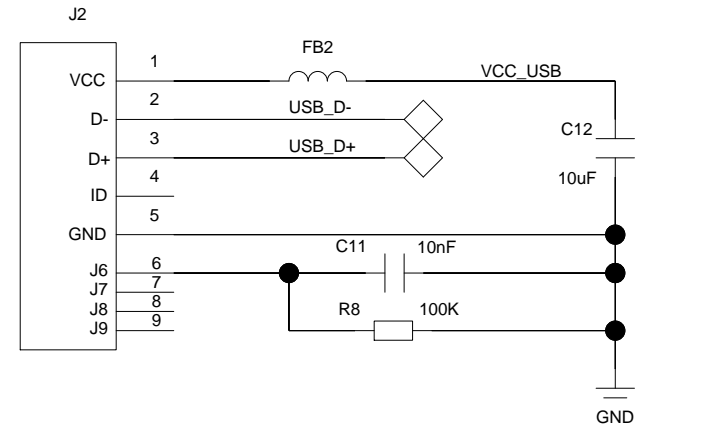 J2
FB2
VCC 1 VCC_USB
D- 2 USB_D-
D+ 3 USB_D+
C12
10uF
ID 4
GND 5
C11 10nF
J6 6
J7 7
J8 8
J9 9
R8 100K
GND